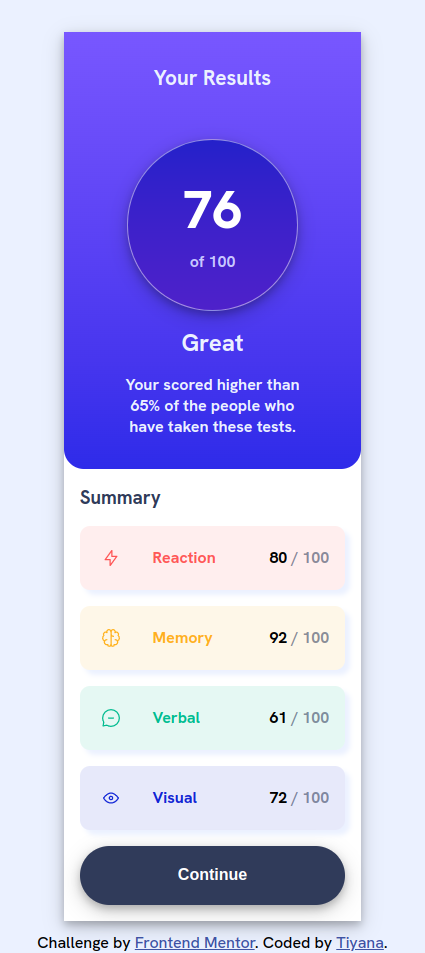 Your Results
76
of 100
Great
Your scored higher than
65% of the people who
have taken these tests.
Summary
Reaction 80 / 100
Memory 92 / 100
Verbal 61 / 100
Visual 72 / 100
Continue
Challenge by Frontend Mentor. Coded by Tiyana.